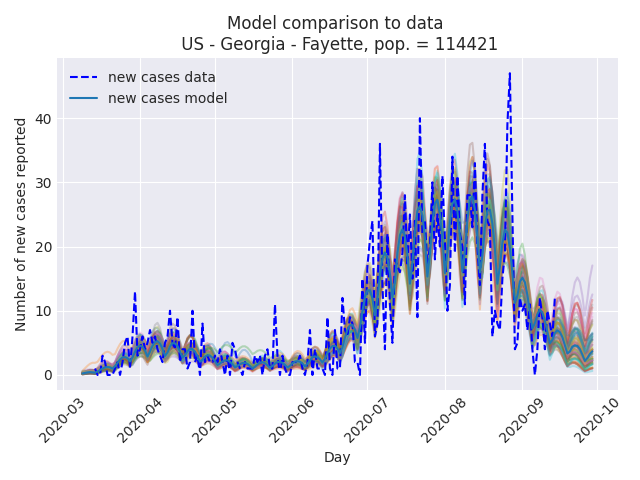 Model comparison to data
US - Georgia - Fayette, pop. = 114421
new cases data
new cases model
Number of new cases reported
40
30
20
10
0
2020-03
2020-04
2020-05
2020-06
2020-07
2020-08
2020-09
2020-10
Day